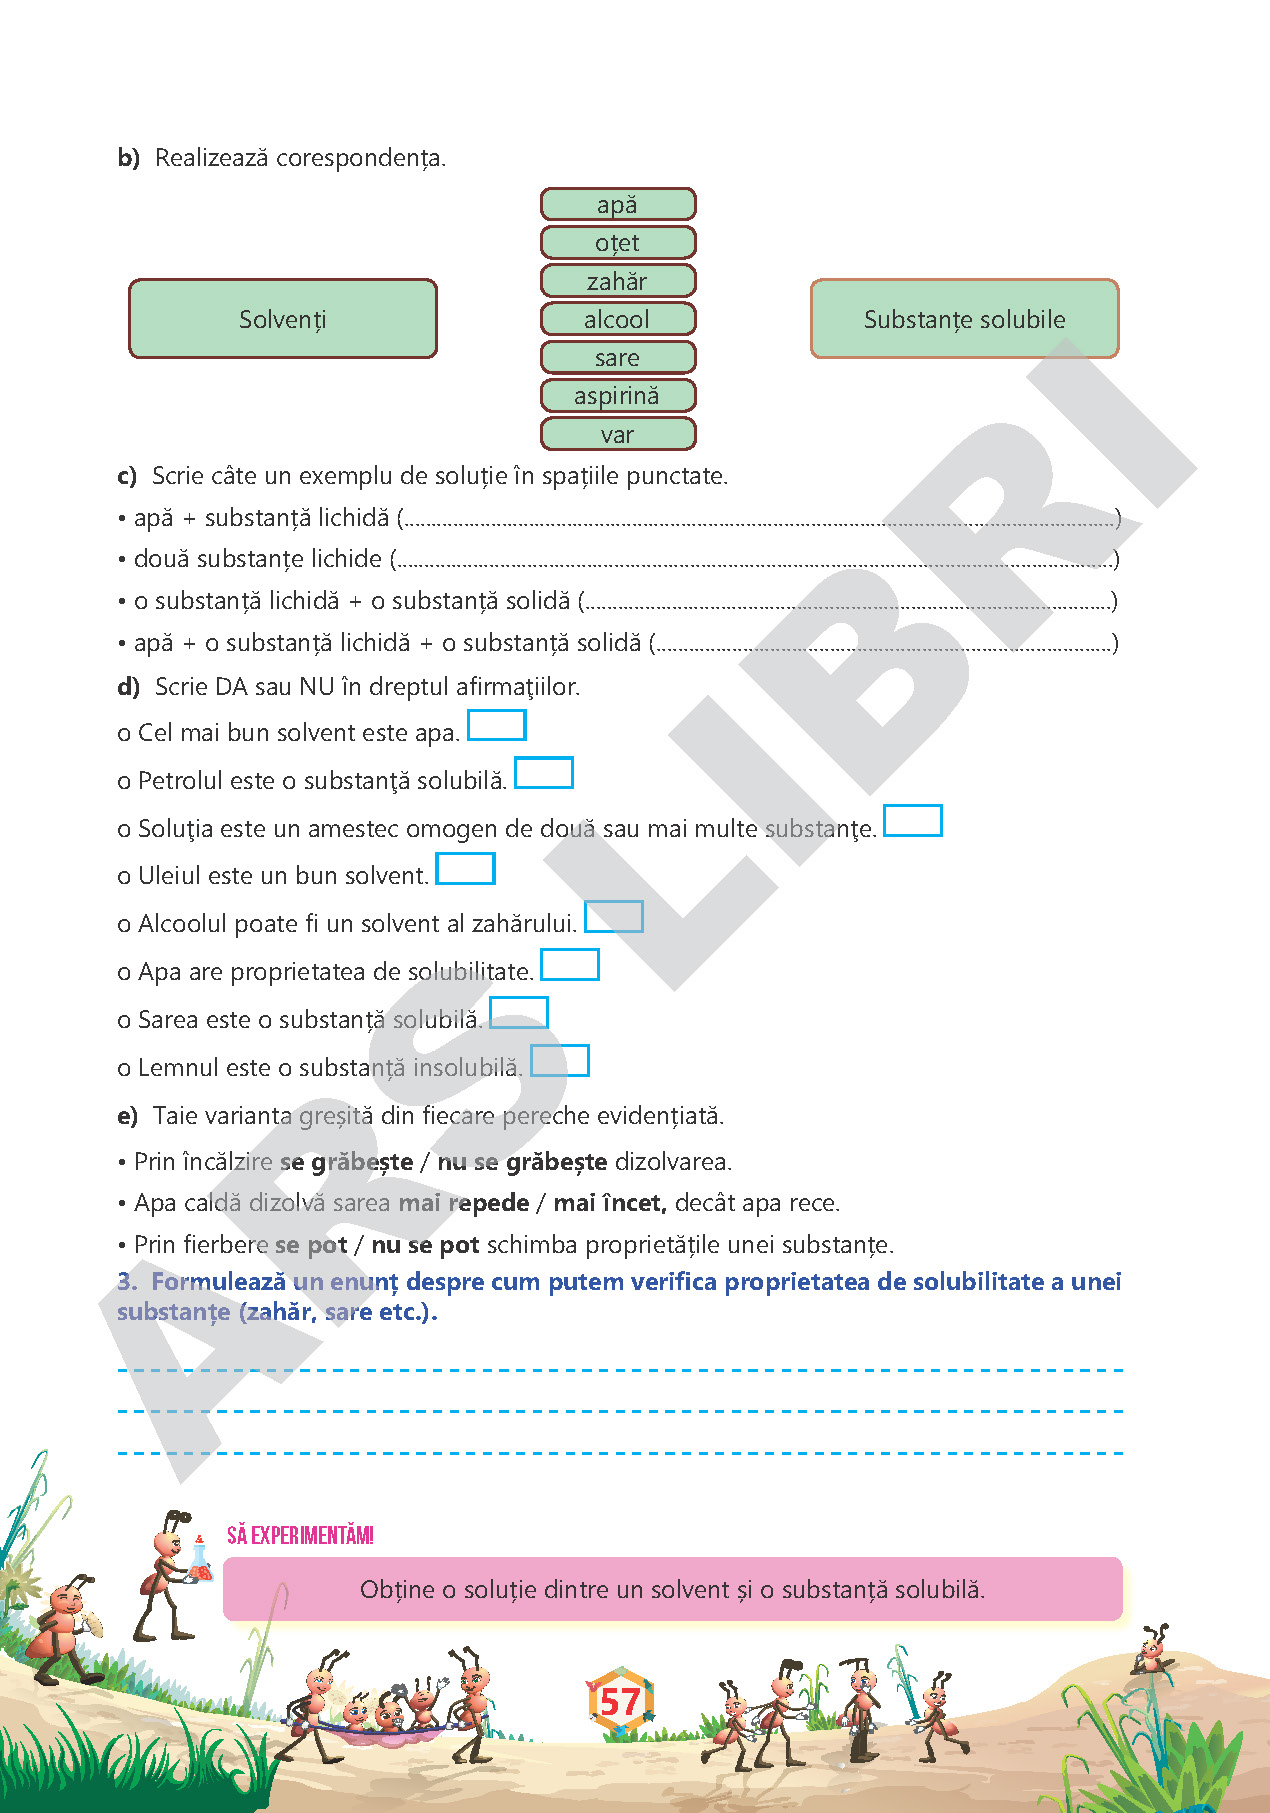 b) Realizează corespondența.
apă
oțet
zahăr
Solvenți
alcool
Substanțe solubile
sare
aspirină
var
c) Scrie câte un exemplu de soluție în spațiile punctate.
• apă + substanță lichidă (....................................................................................................................................)
• două substanțe lichide (.....................................................................................................................................)
• o substanță lichidă + o substanță solidă (.................................................................................................)
• apă + o substanță lichidă + o substanță solidă (....................................................................................)
d) Scrie DA sau NU în dreptul afirmaţiilor.
o Cel mai bun solvent este apa.
o Petrolul este o substanţă solubilă.
o Soluţia este un amestec omogen de două sau mai multe substanţe.
o Uleiul este un bun solvent.
o Alcoolul poate fi un solvent al zahărului.
o Apa are proprietatea de solubilitate.
o Sarea este o substanță solubilă.
o Lemnul este o substanță insolubilă.
e) Taie varianta greșită din fiecare pereche evidențiată.
• Prin încălzire se grăbește / nu se grăbește dizolvarea.
• Apa caldă dizolvă sarea mai repede / mai încet, decât apa rece.
• Prin fierbere se pot / nu se pot schimba proprietățile unei substanțe.
3. Formulează un enunț despre cum putem verifica proprietatea de solubilitate a unei
substanțe (zahăr, sare etc.).
SĂ EXPERIMENTĂM!
Obține o soluție dintre un solvent și o substanță solubilă.
57
ARS LIBRI